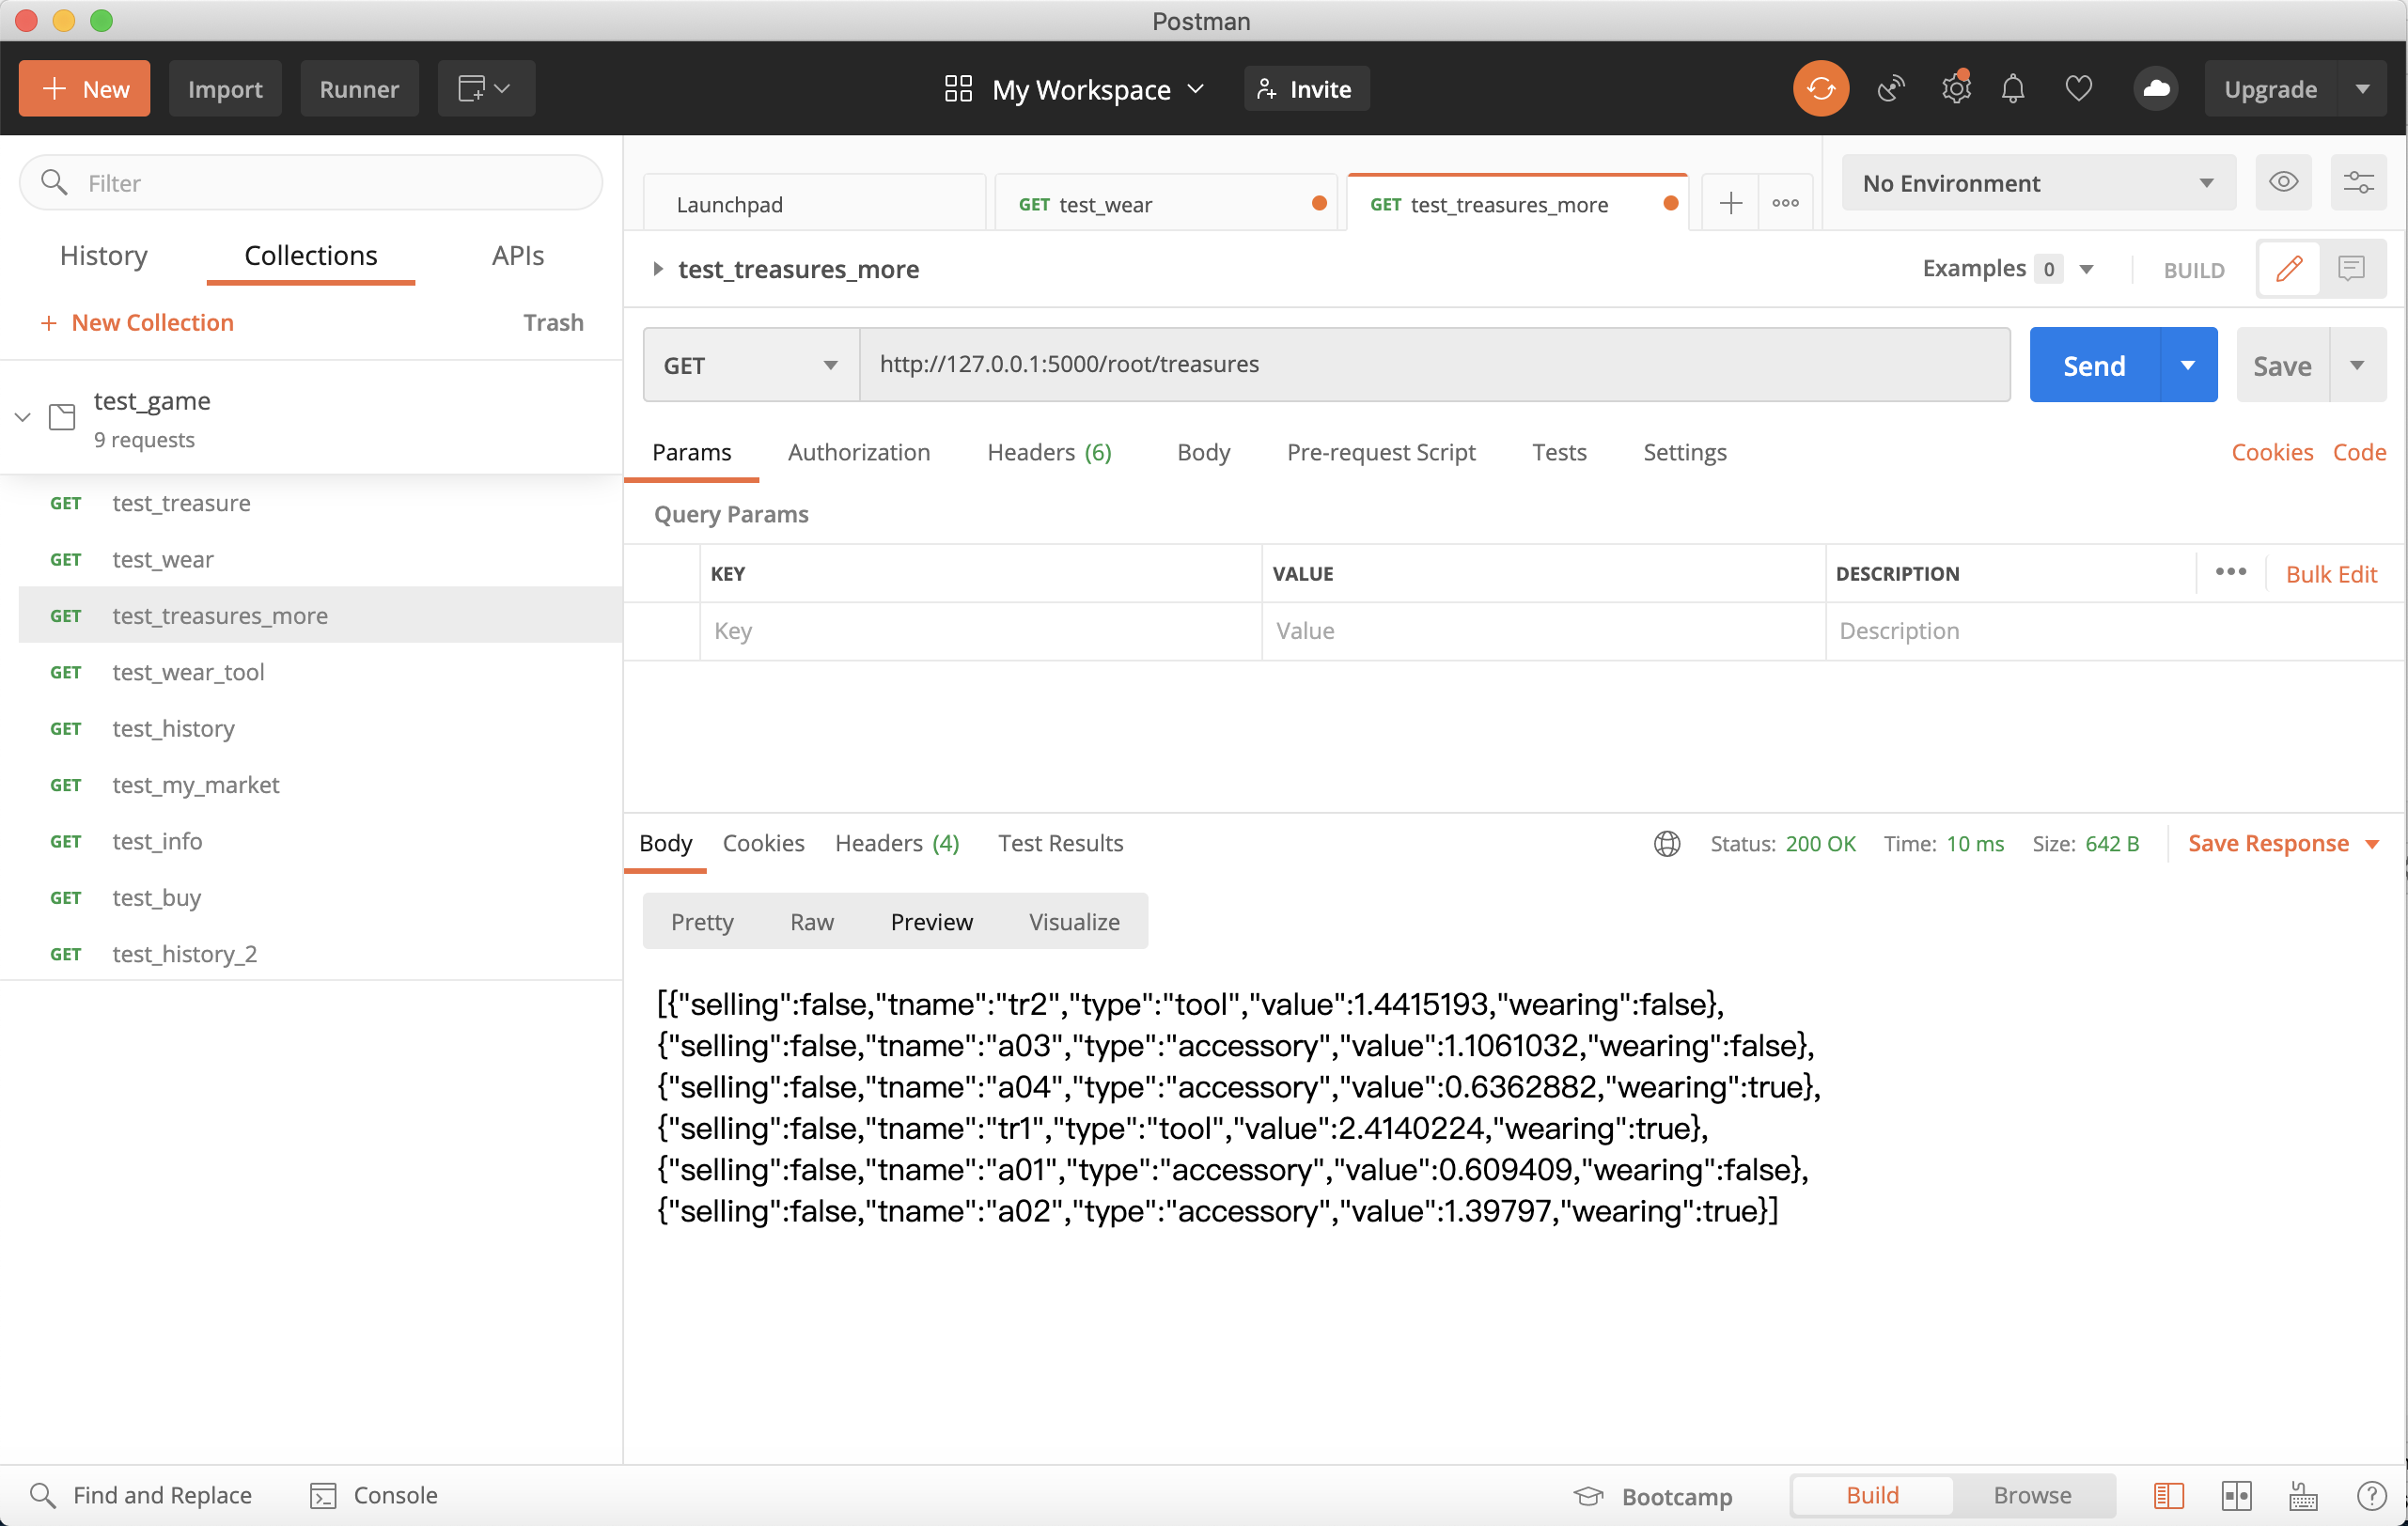 Postman
New
Import
Runner
My Workspace
Invite
Upgrade
Filter
History
Collections
APIs
+ New Collection
Trash
test_game
9 requests
GET test_treasure
GET test_wear
GET test_treasures_more
GET test_wear_tool
GET test_history
GET test_my_market
GET test_info
GET test_buy
GET test_history_2
Launchpad
GET test_wear
GET test_treasures_more
No Environment
test_treasures_more
Examples 0
BUILD
GET
http://127.0.0.1:5000/root/treasures
Send
Save
Params
Authorization
Headers (6)
Body
Pre-request Script
Tests
Settings
Cookies
Code
Query Params
KEY
VALUE
DESCRIPTION
Bulk Edit
Key
Value
Description
Body
Cookies
Headers (4)
Test Results
Status: 200 OK
Time: 10 ms
Size: 642 B
Save Response
Pretty
Raw
Preview
Visualize
[{"selling":false,"tname":"tr2","type":"tool","value":1.4415193,"wearing":false},
{"selling":false,"tname":"a03","type":"accessory","value":1.1061032,"wearing":false},
{"selling":false,"tname":"a04","type":"accessory","value":0.6362882,"wearing":true},
{"selling":false,"tname":"tr1","type":"tool","value":2.4140224,"wearing":true},
{"selling":false,"tname":"a01","type":"accessory","value":0.609409,"wearing":false},
{"selling":false,"tname":"a02","type":"accessory","value":1.39797,"wearing":true}]
Find and Replace
Console
Bootcamp
Build
Browse